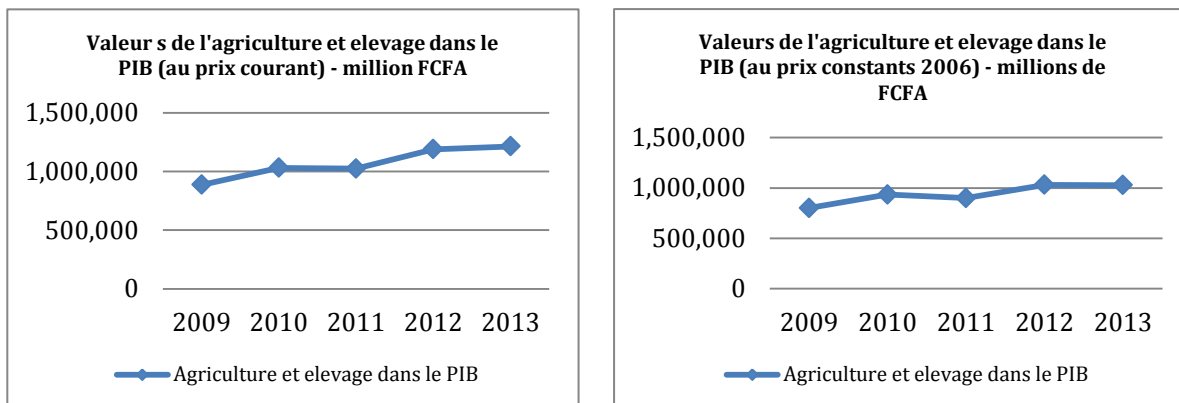 Valeur s de l'agriculture et elevage dans le
PIB (au prix courant) - million FCFA
1,500,000
1,000,000
500,000
0
2009 2010 2011 2012 2013
Agriculture et elevage dans le PIB
Valeurs de l'agriculture et elevage dans le
PIB (au prix constants 2006) - millions de
FCFA
1,500,000
1,000,000
500,000
0
2009 2010 2011 2012 2013
Agriculture et elevage dans le PIB